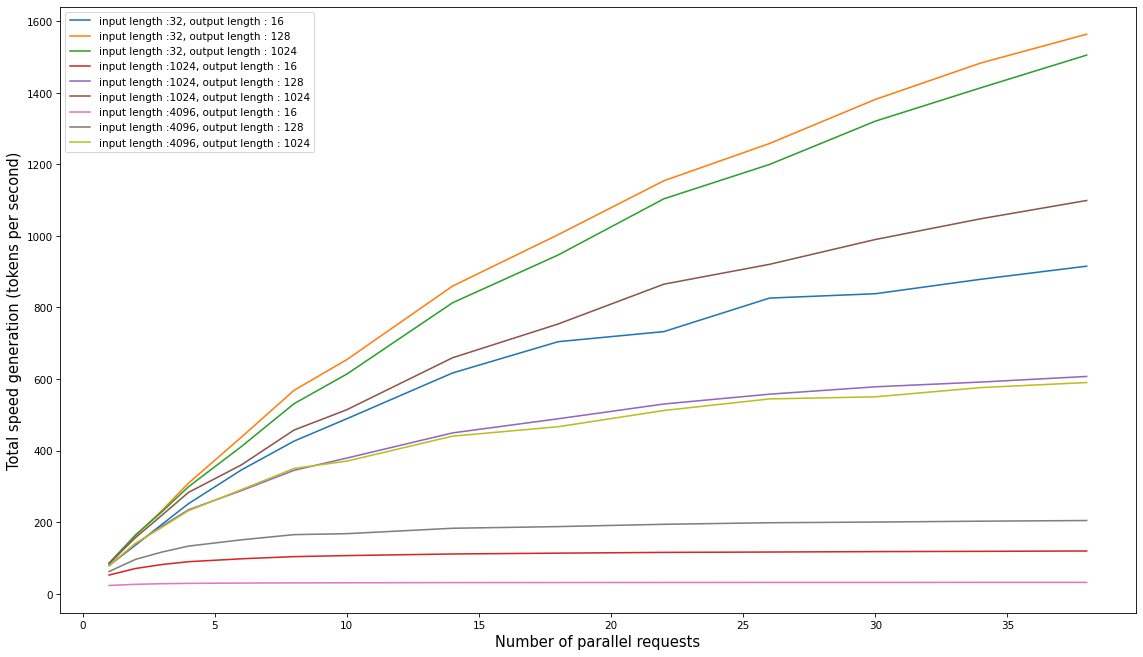 input length :32, output length : 16
input length :32, output length : 128
input length :32, output length : 1024
input length :1024, output length : 16
input length :1024, output length : 128
input length :1024, output length : 1024
input length :4096, output length : 16
input length :4096, output length : 128
input length :4096, output length : 1024
Total speed generation (tokens per second)
1600
1400
1200
1000
800
600
400
200
0
0 5 10 15 20 25 30 35
Number of parallel requests